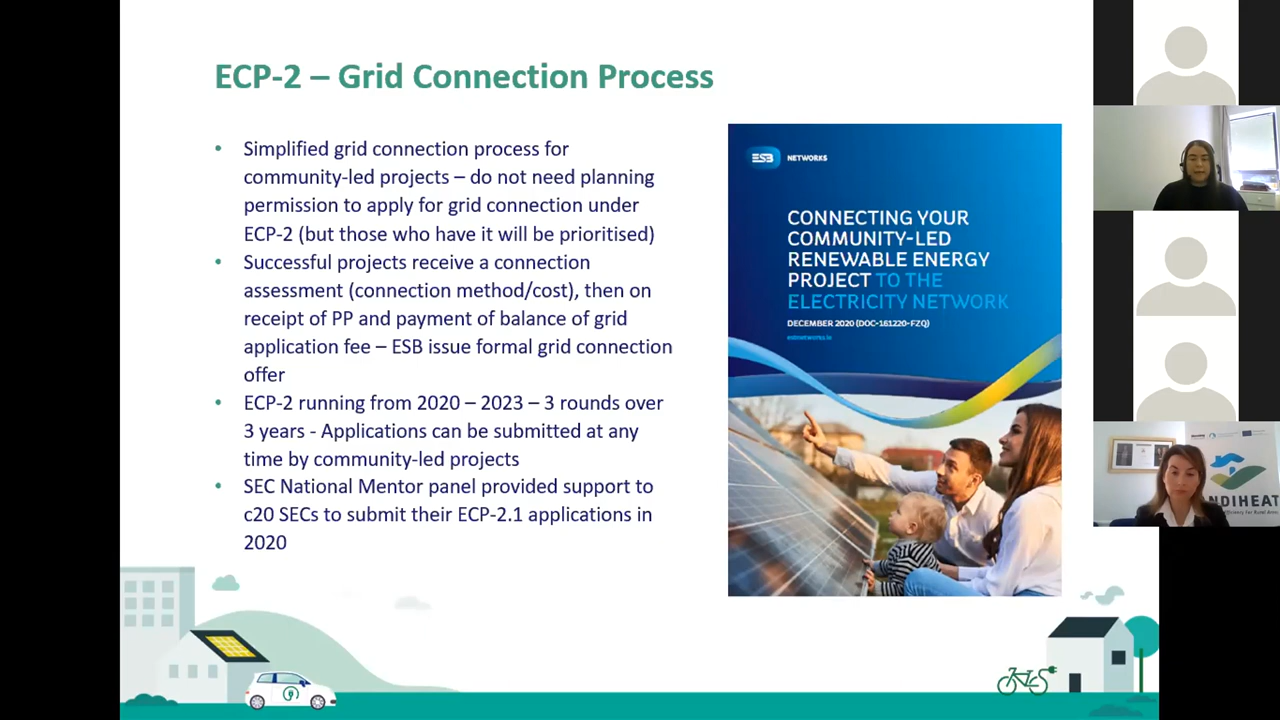 ECP-2 – Grid Connection Process
• Simplified grid connection process for
community-led projects – do not need planning
permission to apply for grid connection under
ECP-2 (but those who have it will be prioritised)
• Successful projects receive a connection
assessment (connection method/cost), then on
receipt of PP and payment of balance of grid
application fee – ESB issue formal grid connection
offer
• ECP-2 running from 2020 – 2023 – 3 rounds over
3 years - Applications can be submitted at any
time by community-led projects
• SEC National Mentor panel provided support to
c20 SECs to submit their ECP-2.1 applications in
2020
ESB NETWORKS
CONNECTING YOUR
COMMUNITY-LED
RENEWABLE ENERGY
PROJECT TO THE
ELECTRICITY NETWORK
DECEMBER 2020 (DOC-161220-FZQ)
esbnetworks.ie
NDIHEAT